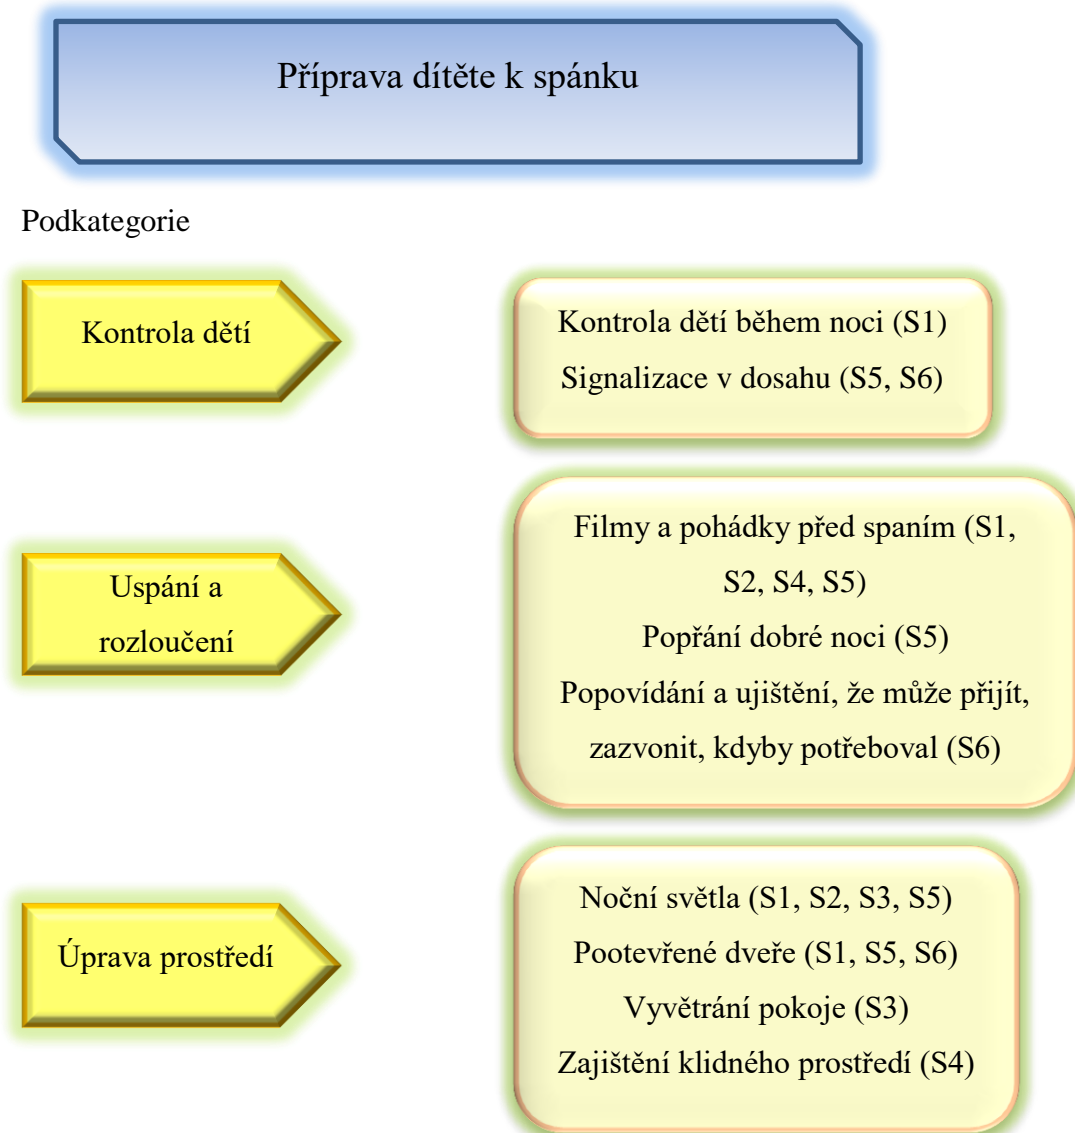 Příprava dítěte k spánku
Podkategorie
Kontrola dětí
Kontrola dětí během noci (S1)
Signalizace v dosahu (S5, S6)
Uspání a
rozloučení
Filmy a pohádky před spaním (S1,
S2, S4, S5)
Popřání dobré noci (S5)
Popovídání a ujištění, že může přijít,
zazvonit, kdyby potřeboval (S6)
Úprava prostředí
Noční světla (S1, S2, S3, S5)
Pootevřené dveře (S1, S5, S6)
Vyvětrání pokoje (S3)
Zajištění klidného prostředí (S4)